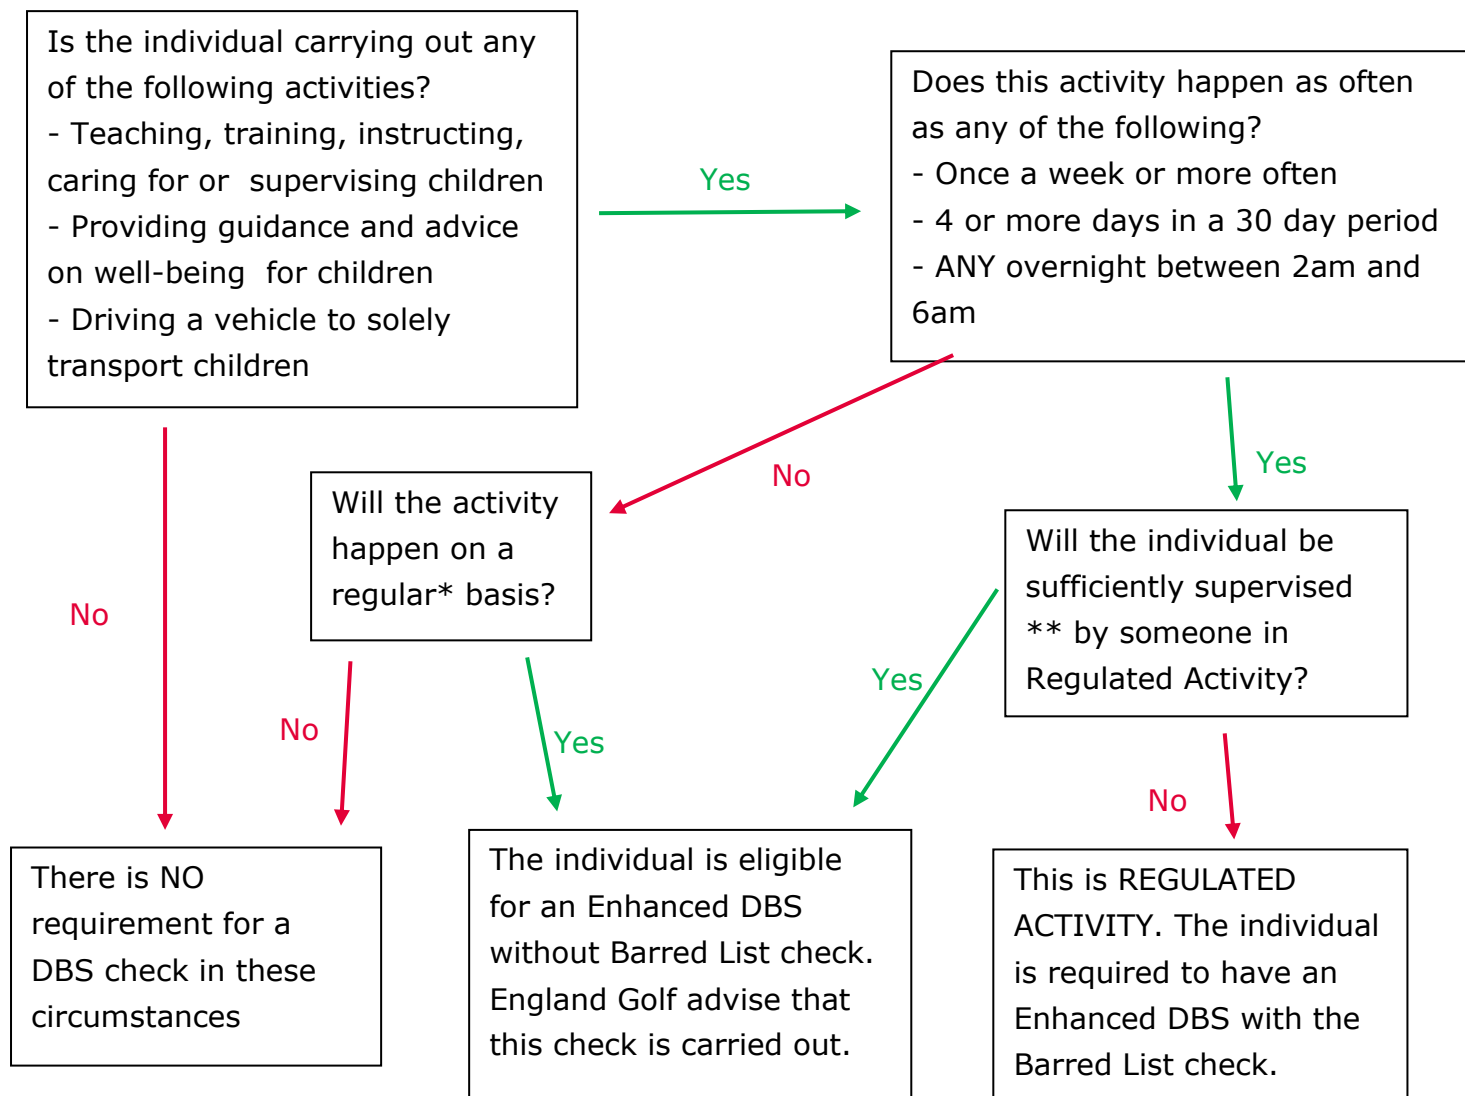 Is the individual carrying out any
of the following activities?
- Teaching, training, instructing,
caring for or  supervising children
- Providing guidance and advice
on well-being  for children
- Driving a vehicle to solely
transport children
Yes
Does this activity happen as often
as any of the following?
- Once a week or more often
- 4 or more days in a 30 day period
- ANY overnight between 2am and
6am
No
Yes
No
Will the activity
happen on a
regular* basis?
Will the individual be
sufficiently supervised
** by someone in
Regulated Activity?
No
Yes
Yes
No
There is NO
requirement for a
DBS check in these
circumstances
The individual is eligible
for an Enhanced DBS
without Barred List check.
England Golf advise that
this check is carried out.
This is REGULATED
ACTIVITY. The individual
is required to have an
Enhanced DBS with the
Barred List check.